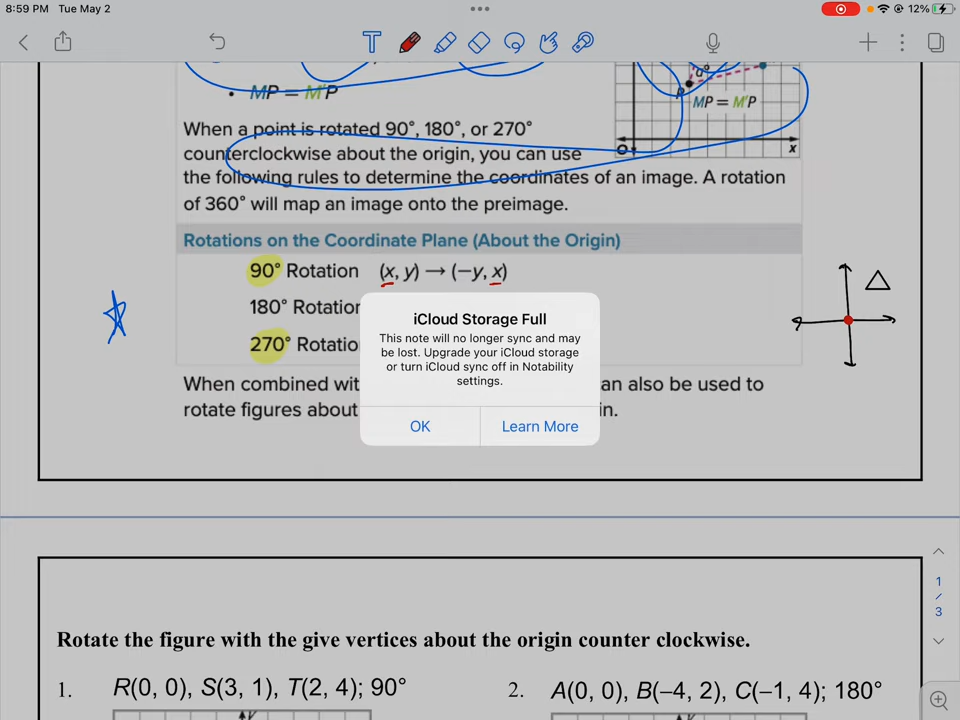 8:59 PM Tue May 2
12%
T
MP = M'P
P
a°
MP = M'P
O
x
When a point is rotated 90°, 180°, or 270°
counterclockwise about the origin, you can use
the following rules to determine the coordinates of an image. A rotation
of 360° will map an image onto the preimage.
Rotations on the Coordinate Plane (About the Origin)
90° Rotation (x, y) → (−y, x)
180° Rotation
270° Rotatio
iCloud Storage Full
This note will no longer sync and may
be lost. Upgrade your iCloud storage
or turn iCloud sync off in Notability
settings.
OK
Learn More
When combined wit an also be used to
rotate figures about in.
1
/
3
Rotate the figure with the give vertices about the origin counter clockwise.
1. R(0, 0), S(3, 1), T(2, 4); 90°
2. A(0, 0), B(−4, 2), C(−1, 4); 180°
y
y